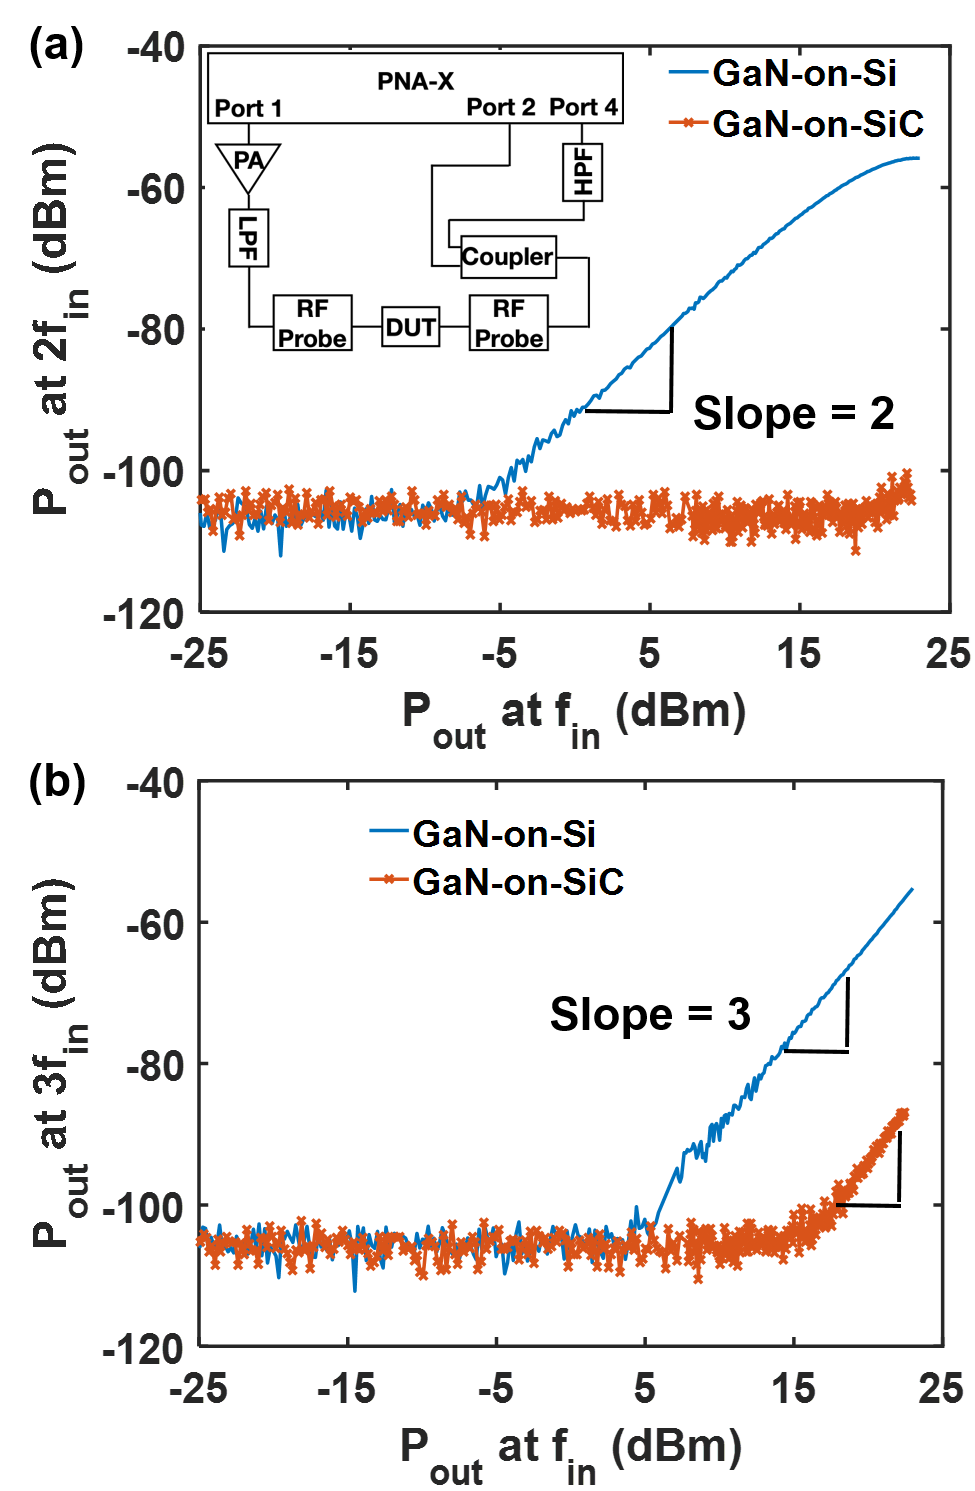 (a)
-40
-60
-80
-100
-120
P_out at 2f_in (dBm)
PNA-X
Port 1 Port 2 Port 4
PA
LPF
HPF
Coupler
RF Probe
DUT
RF Probe
GaN-on-Si
GaN-on-SiC
Slope = 2
-25 -15 -5 5 15 25
P_out at f_in (dBm)
(b)
-40
-60
-80
-100
-120
P_out at 3f_in (dBm)
GaN-on-Si
GaN-on-SiC
Slope = 3
-25 -15 -5 5 15 25
P_out at f_in (dBm)